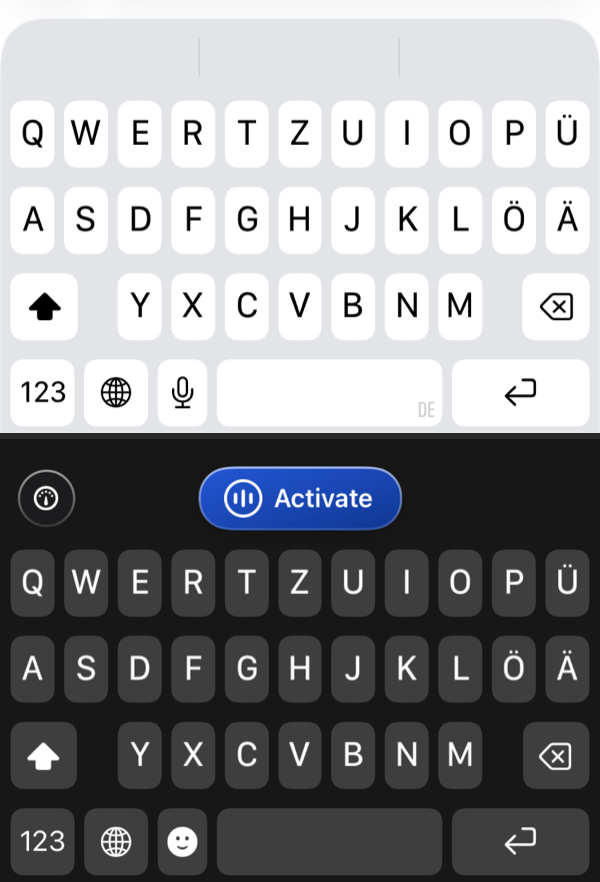 Q W E R T Z U I O P Ü
A S D F G H J K L Ö Ä
Y X C V B N M
123
DE
Activate
Q W E R T Z U I O P Ü
A S D F G H J K L Ö Ä
Y X C V B N M
123